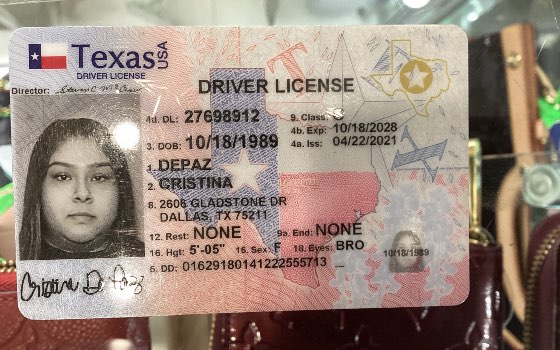 Texas USA
DRIVER LICENSE
Director:
DRIVER LICENSE
4d. DL: 27698912
9. Class: C
4b. Exp: 10/18/2028
3. DOB: 10/18/1989
4a. Iss: 04/22/2021
1. DEPAZ
2. CRISTINA
8. 2606 GLADSTONE DR
DALLAS, TX 75211
12. Rest: NONE
9a. End: NONE
16. Hgt: 5'-05"
15. Sex: F
18. Eyes: BRO
5. DD: 01629180141222555713
10/18/1989
Cristina De Paz
TX